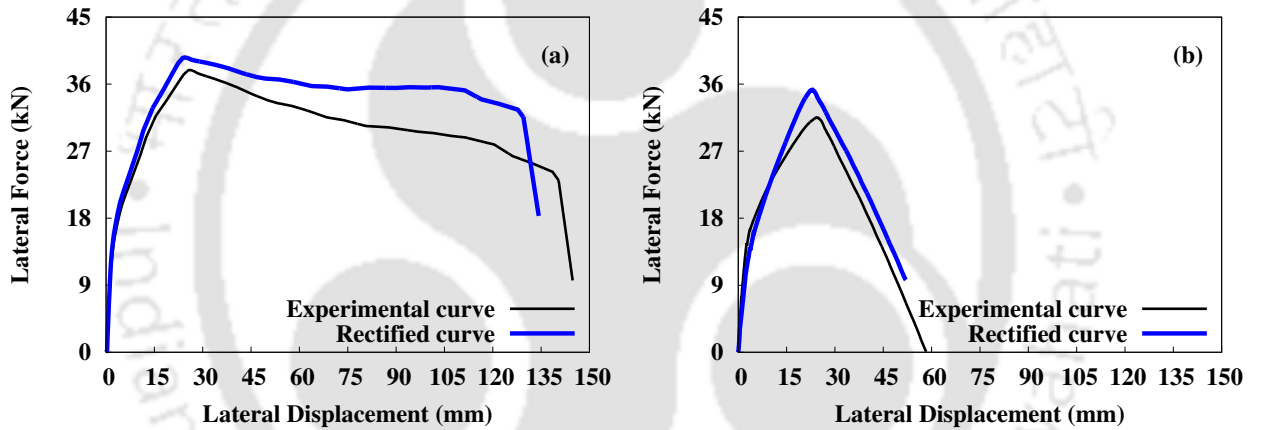 45
36
27
18
9
0
Lateral Force (kN)
(a)
Experimental curve
Rectified curve
0 15 30 45 60 75 90 105 120 135 150
Lateral Displacement (mm)
45
36
27
18
9
0
Lateral Force (kN)
(b)
Experimental curve
Rectified curve
0 15 30 45 60 75 90 105 120 135 150
Lateral Displacement (mm)
Indian